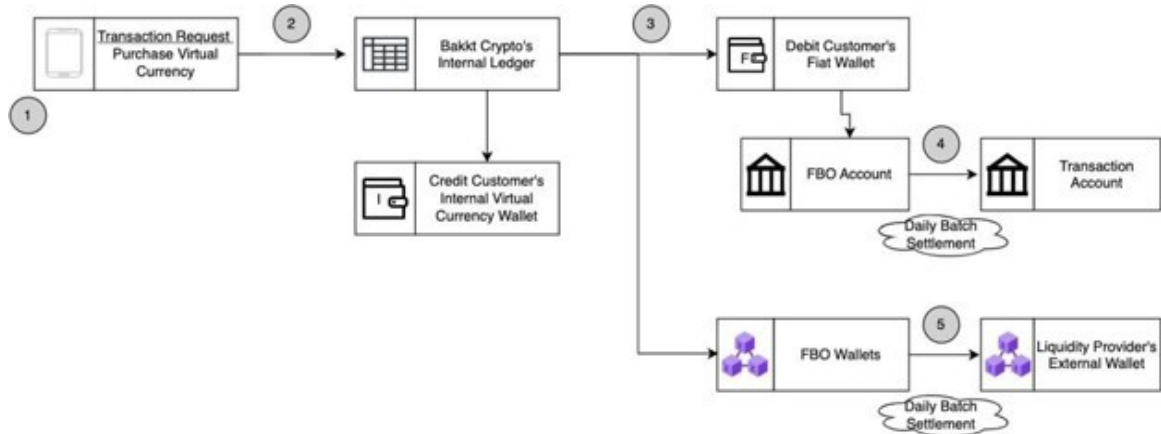 1
Transaction Request
Purchase Virtual
Currency
2
Bakkt Crypto's
Internal Ledger
Credit Customer's
Internal Virtual
Currency Wallet
I
3
F
Debit Customer's
Fiat Wallet
FBO Account
4
Transaction
Account
Daily Batch
Settlement
FBO Wallets
5
Liquidity Provider's
External Wallet
Daily Batch
Settlement